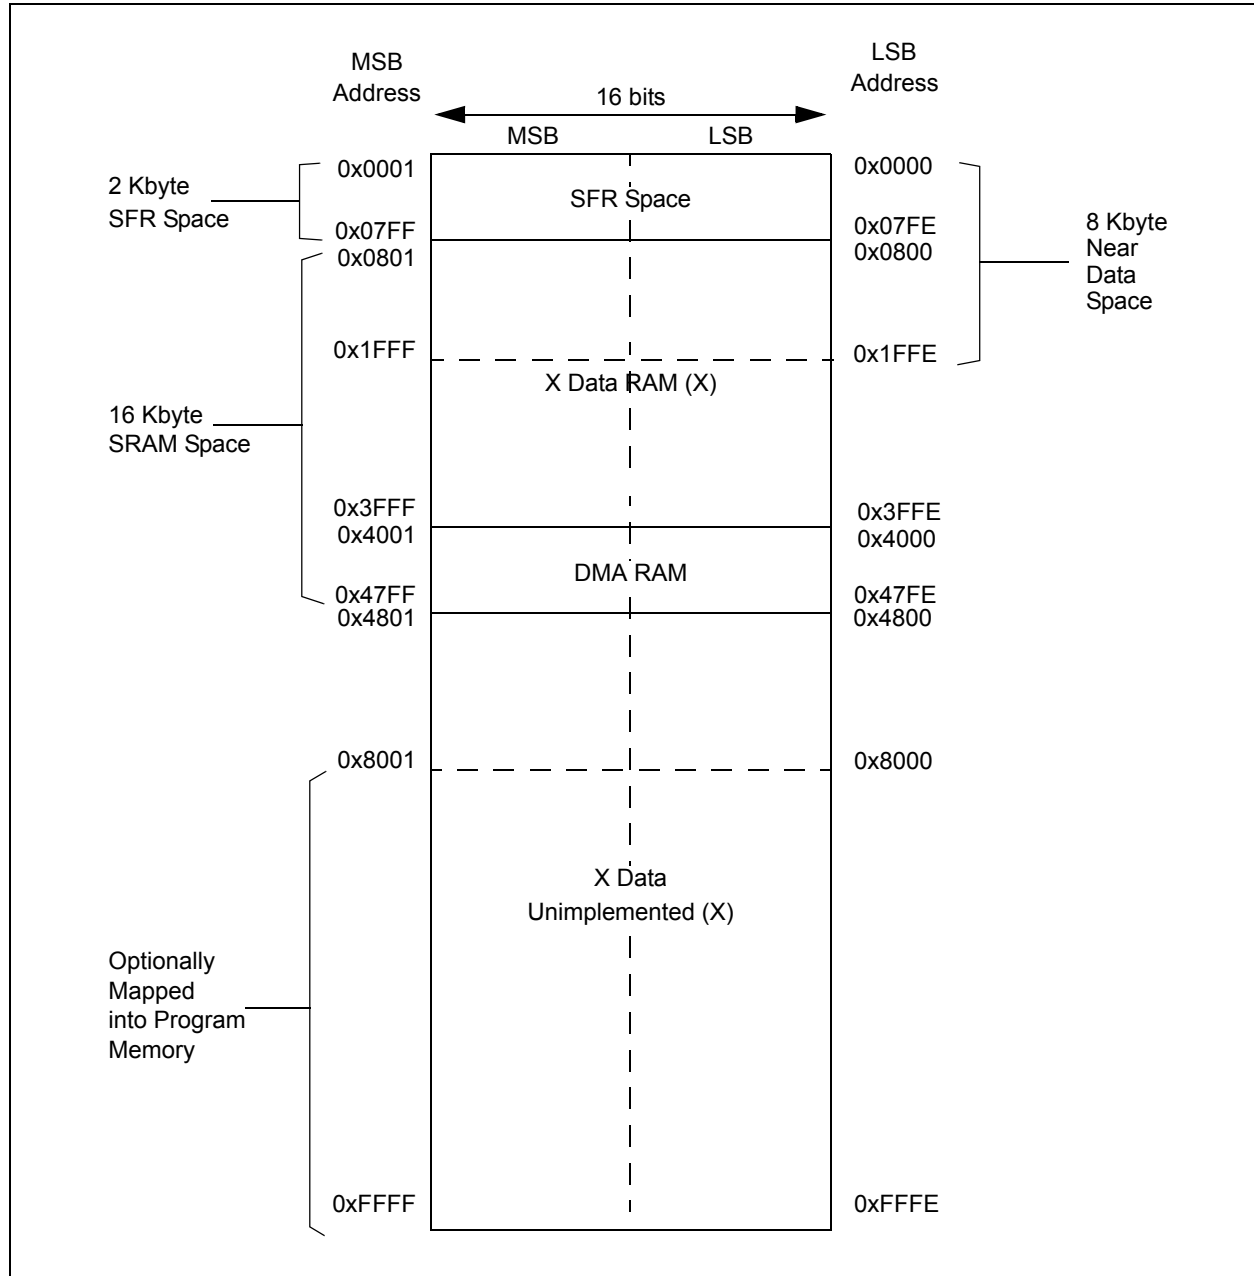 MSB
Address
LSB
Address
16 bits
MSB
LSB
0x0001
0x0000
2 Kbyte
SFR Space
SFR Space
0x07FF
0x07FE
0x0801
0x0800
8 Kbyte
Near
Data
Space
0x1FFF
0x1FFE
X Data RAM (X)
16 Kbyte
SRAM Space
0x3FFF
0x3FFE
0x4001
0x4000
DMA RAM
0x47FF
0x47FE
0x4801
0x4800
0x8001
0x8000
X Data
Unimplemented (X)
Optionally
Mapped
into Program
Memory
0xFFFF
0xFFFE